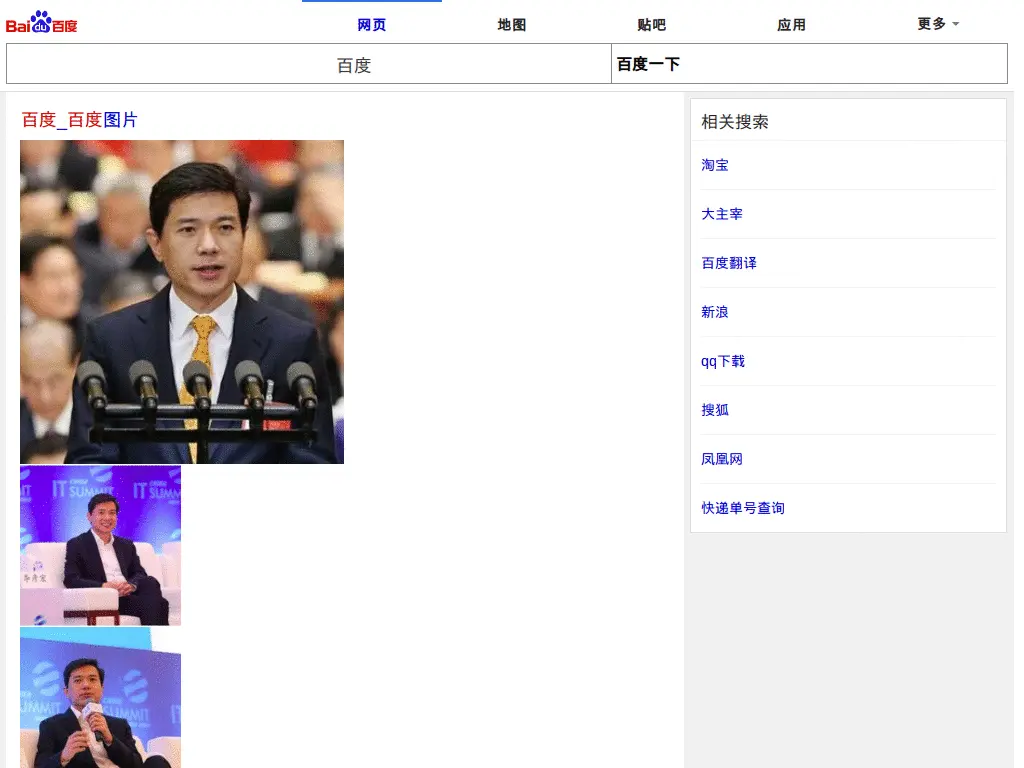 Bai du 百度
网页 地图 贴吧 应用 更多
百度 百度一下
百度_百度图片
相关搜索
淘宝
大主宰
百度翻译
新浪
qq下载
搜狐
凤凰网
快递单号查询
IT SUMMIT